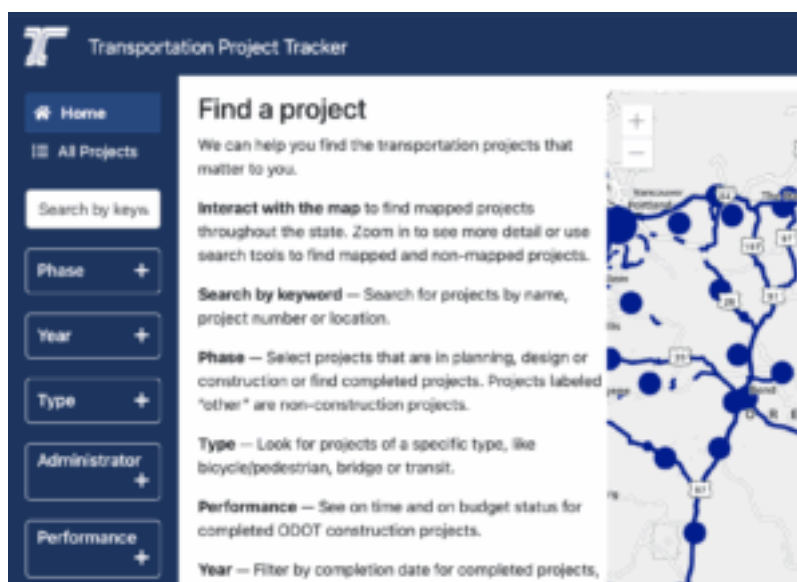 Transportation Project Tracker
Home
All Projects
Search by keyw
Phase +
Year +
Type +
Administrator +
Performance +
Find a project
We can help you find the transportation projects that
matter to you.
Interact with the map to find mapped projects
throughout the state. Zoom in to see more detail or use
search tools to find mapped and non-mapped projects.
Search by keyword — Search for projects by name,
project number or location.
Phase — Select projects that are in planning, design or
construction or find completed projects. Projects labeled
"other" are non-construction projects.
Type — Look for projects of a specific type, like
bicycle/pedestrian, bridge or transit.
Performance — See on time and on budget status for
completed ODOT construction projects.
Year — Filter by completion date for completed projects,
+
−
Vancouver
Portland
84
197
97
26
20
Bend
O R E
97